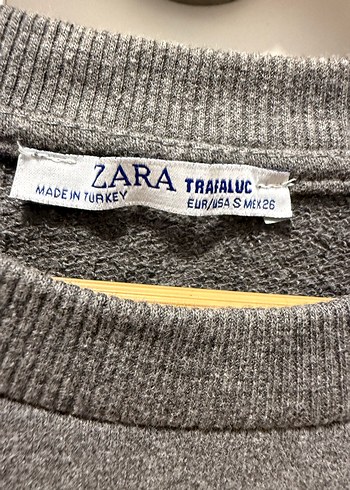 ZARA TRAFALUC
MADE IN TURKEY
EUR/USA S MEX 26